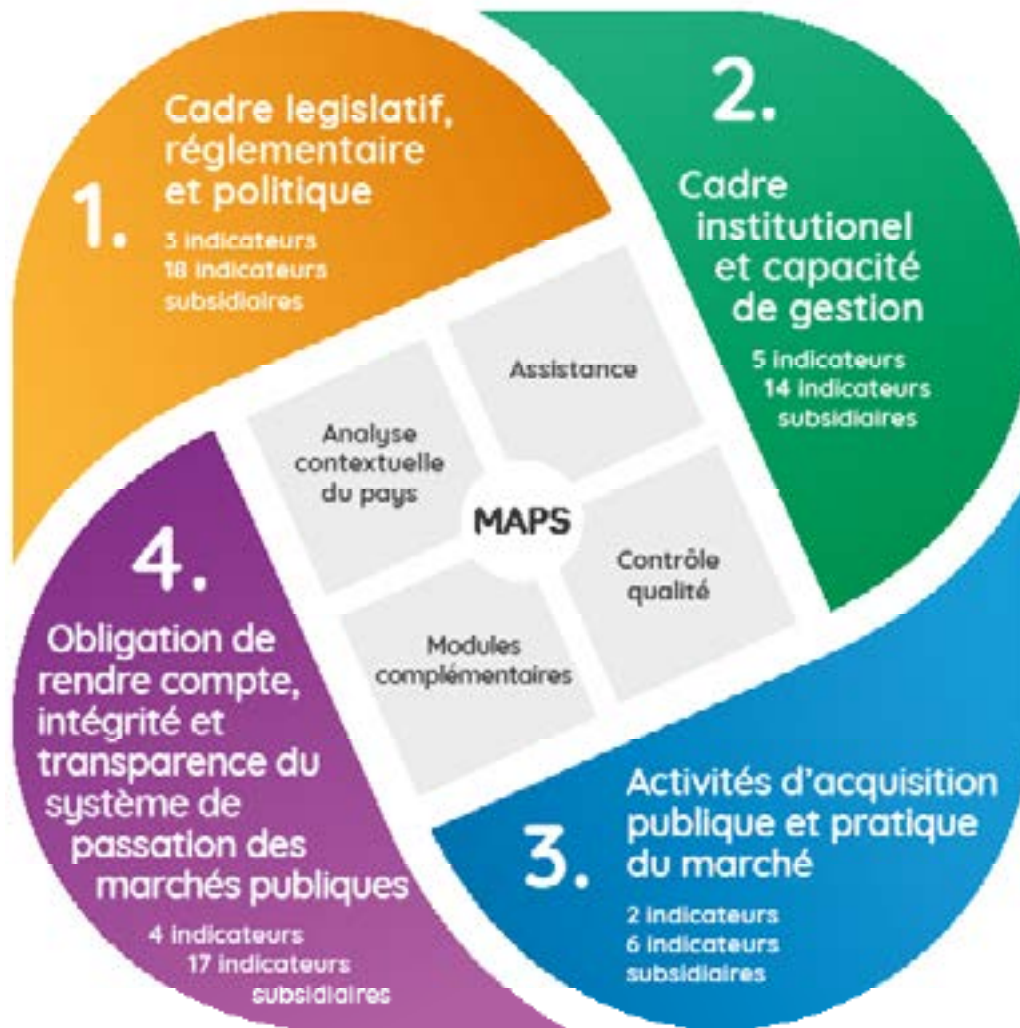 1.
Cadre legislatif,
réglementaire
et politique
3 indicateurs
18 indicateurs
subsidiaires
2.
Cadre
institutionel
et capacité
de gestion
5 indicateurs
14 indicateurs
subsidiaires
Assistance
Analyse
contextuelle
du pays
MAPS
Contrôle
qualité
Modules
complémentaires
3.
Activités d'acquisition
publique et pratique
du marché
2 indicateurs
6 indicateurs
subsidiaires
4.
Obligation de
rendre compte,
intégrité et
transparence du
système de
passation des
marchés publiques
4 indicateurs
17 indicateurs
subsidiaires